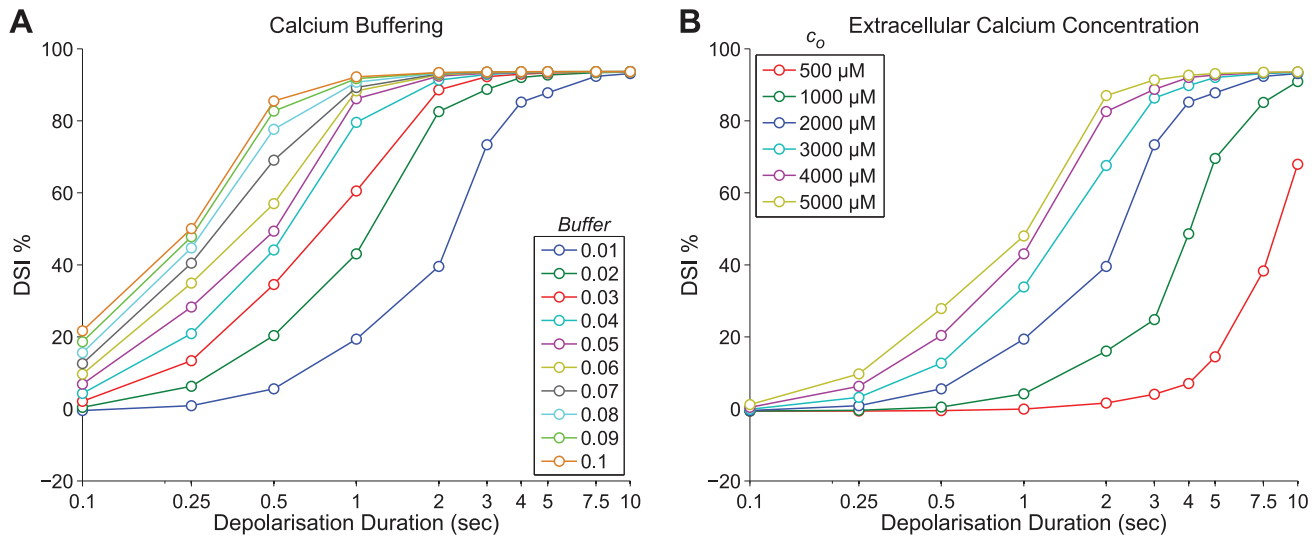 A
Calcium Buffering
DSI %
100
80
60
40
20
0
−20
0.1
0.25
0.5
1
2
3
4
5
7.5
10
Depolarisation Duration (sec)
Buffer
0.01
0.02
0.03
0.04
0.05
0.06
0.07
0.08
0.09
0.1
B
Extracellular Calcium Concentration
DSI %
100
80
60
40
20
0
−20
0.1
0.25
0.5
1
2
3
4
5
7.5
10
Depolarisation Duration (sec)
co
500 µM
1000 µM
2000 µM
3000 µM
4000 µM
5000 µM